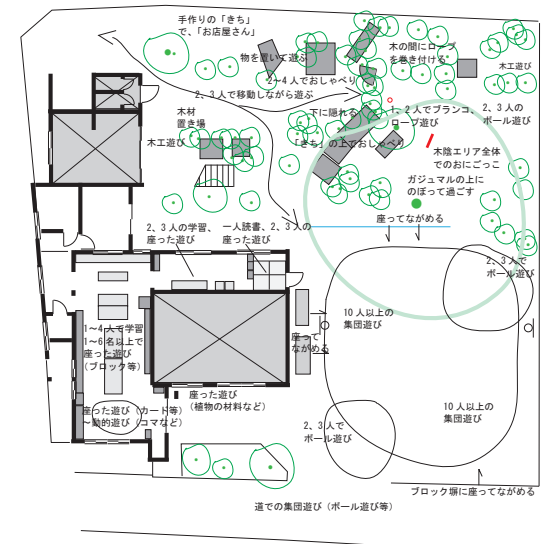 手作りの「きち」
で、「お店屋さん」
物を置いて遊ぶ
木の間にロープ
を巻き付ける
木工遊び
2～4人でおしゃべり
2、3人で移動しながら遊ぶ
木材
置き場
下に隠れる
1、2人でブランコ、
ロープ遊び
2、3人の
ボール遊び
木工遊び
「きち」の上でおしゃべり
木陰エリア全体
でのおにごっこ
ガジュマルの上に
のぼって過ごす
座ってながめる
2、3人の学習、
座った遊び
一人読書、2、3人の
座った遊び
2、3人で
ボール遊び
10人以上の
集団遊び
1～4人で学習
1～6名以上で
座った遊び
（ブロック等）
座って
ながめる
座った遊び
（植物の材料など）
座った遊び（カード等）
～動的遊び（コマなど）
2、3人で
ボール遊び
10人以上の
集団遊び
ブロック塀に座ってながめる
道での集団遊び（ボール遊び等）